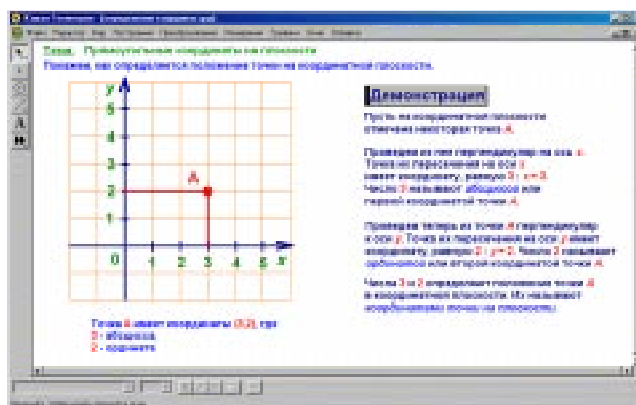 Тема. Прямоугольные координаты на плоскости
Покажем, как определяется положение точки на координатной плоскости.
Демонстрация
Пусть на координатной плоскости
отмечена некоторая точка A.
Проведем из нее перпендикуляр на ось x.
Точка их пересечения на оси x
имеет координату, равную 3: x=3.
Число 3 называют абсциссой или
первой координатой точки A.
Проведем теперь из точки A перпендикуляр
к оси y. Точка их пересечения на оси y имеет
координату, равную 2: y=2. Число 2 называют
ординатой или второй координатой точки A.
Числа 3 и 2 определяют положение точки A
в координатной плоскости. Их называют
координатами точки на плоскости.
y
5
4
3
A
2
1
0 1 2 3 4 5 x
Точка A имеет координаты (3;2), где
3 - абсцисса
2 - ордината